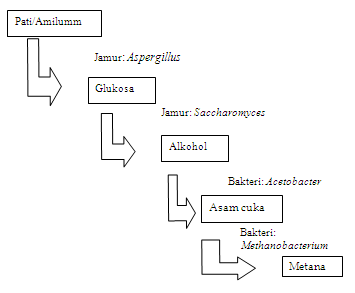 Pati/Amilumm
Jamur: Aspergillus
Glukosa
Jamur: Saccharomyces
Alkohol
Bakteri: Acetobacter
Asam cuka
Bakteri:
Methanobacterium
Metana